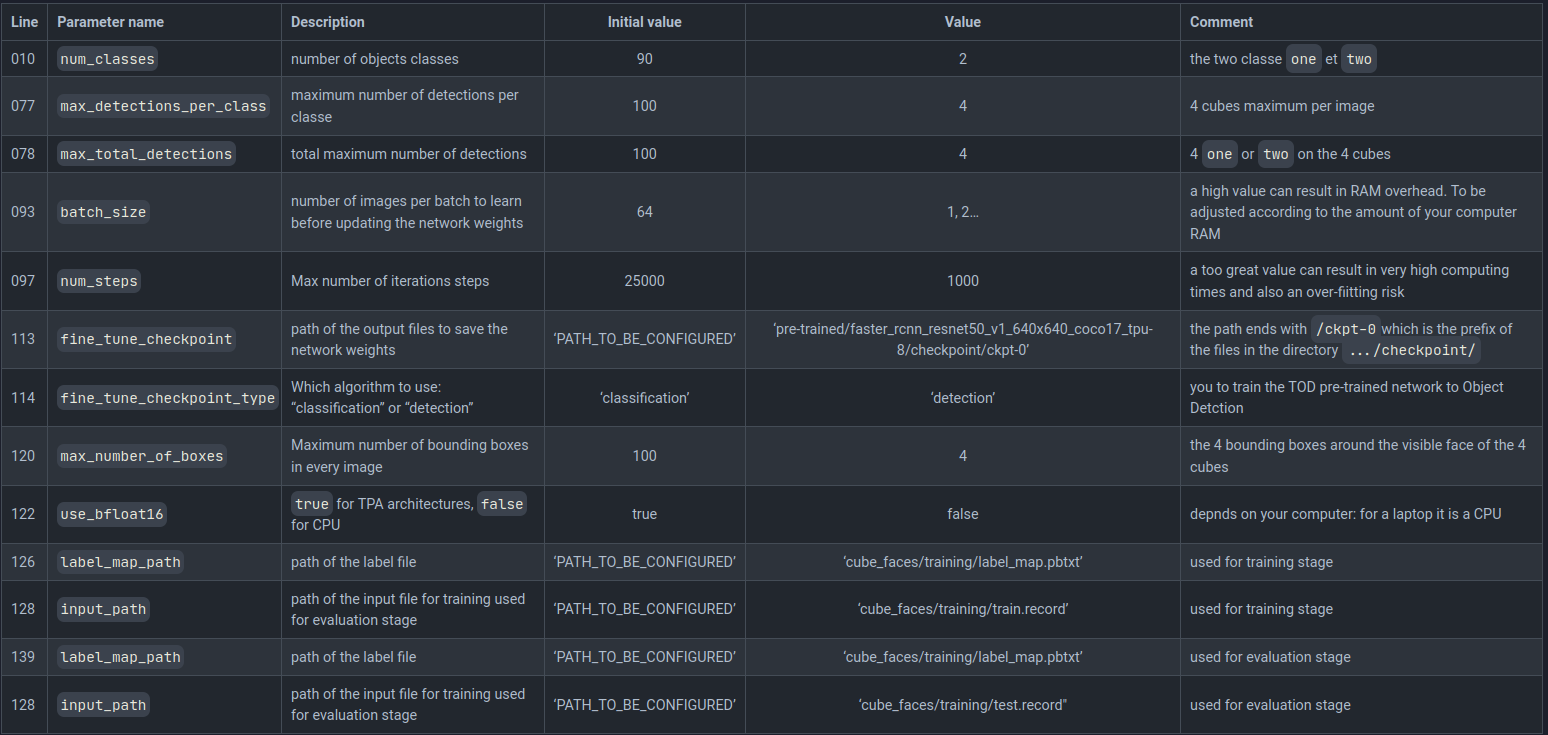 Line Parameter name Description Initial value Value Comment
010 num_classes number of objects classes 90 2 the two classe one et two
077 max_detections_per_class maximum number of detections per
classe 100 4 4 cubes maximum per image
078 max_total_detections total maximum number of detections 100 4 4 one or two on the 4 cubes
093 batch_size number of images per batch to learn
before updating the network weights 64 1, 2… a high value can result in RAM overhead. To be
adjusted according to the amount of your computer
RAM
097 num_steps Max number of iterations steps 25000 1000 a too great value can result in very high computing
times and also an over-fiitting risk
113 fine_tune_checkpoint path of the output files to save the
network weights ‘PATH_TO_BE_CONFIGURED’ ‘pre-trained/faster_rcnn_resnet50_v1_640x640_coco17_tpu-
8/checkpoint/ckpt-0’ the path ends with /ckpt-0 which is the prefix of
the files in the directory .../checkpoint/
114 fine_tune_checkpoint_type Which algorithm to use:
“classification” or “detection” ‘classification’ ‘detection’ you to train the TOD pre-trained network to Object
Detction
120 max_number_of_boxes Maximum number of bounding boxes
in every image 100 4 the 4 bounding boxes around the visible face of the 4
cubes
122 use_bfloat16 true for TPA architectures, false
for CPU true false depnds on your computer: for a laptop it is a CPU
126 label_map_path path of the label file ‘PATH_TO_BE_CONFIGURED’ ‘cube_faces/training/label_map.pbtxt’ used for training stage
128 input_path path of the input file for training used
for evaluation stage ‘PATH_TO_BE_CONFIGURED’ ‘cube_faces/training/train.record’ used for training stage
139 label_map_path path of the label file ‘PATH_TO_BE_CONFIGURED’ ‘cube_faces/training/label_map.pbtxt’ used for evaluation stage
128 input_path path of the input file for training used
for evaluation stage ‘PATH_TO_BE_CONFIGURED’ ‘cube_faces/training/test.record" used for evaluation stage